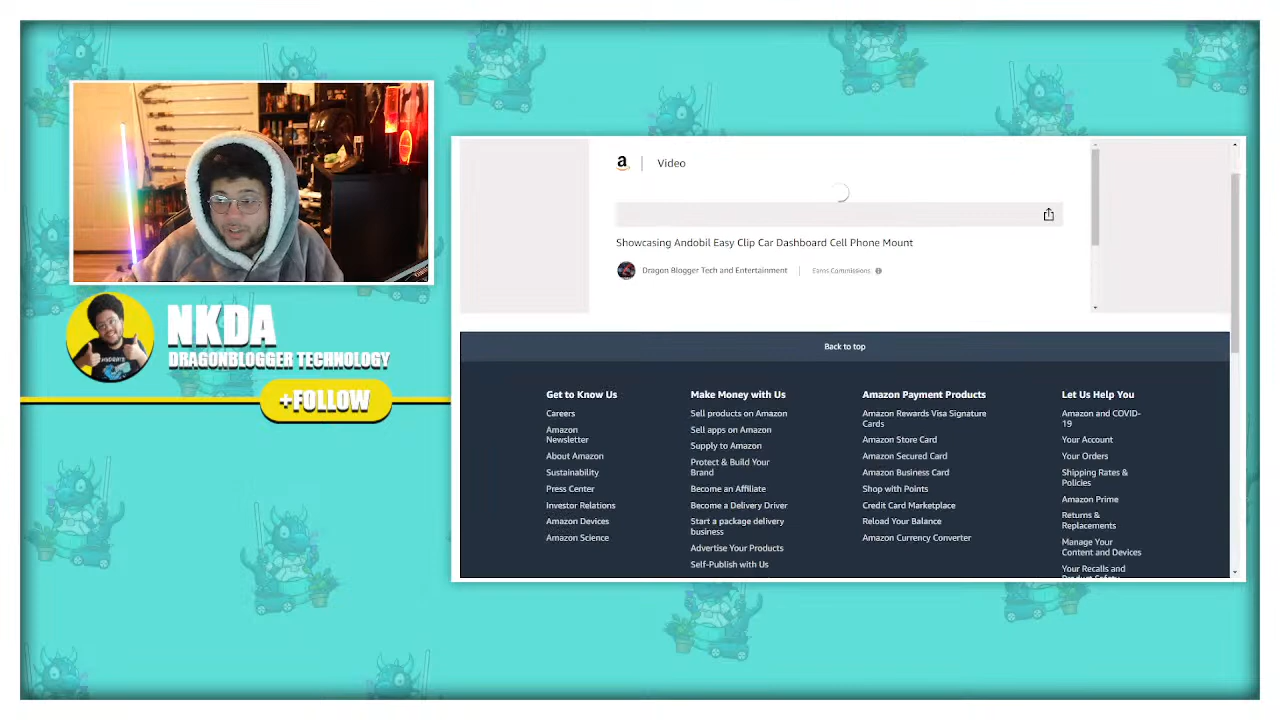 NKDA
DRAGONBLOGGER TECHNOLOGY
+FOLLOW
a | Video
Showcasing Andobil Easy Clip Car Dashboard Cell Phone Mount
Dragon Blogger Tech and Entertainment | Earns Commissions
Back to top
Get to Know Us
Careers
Amazon
Newsletter
About Amazon
Sustainability
Press Center
Investor Relations
Amazon Devices
Amazon Science
Make Money with Us
Sell products on Amazon
Sell apps on Amazon
Supply to Amazon
Protect & Build Your
Brand
Become an Affiliate
Become a Delivery Driver
Start a package delivery
business
Advertise Your Products
Self-Publish with Us
Amazon Payment Products
Amazon Rewards Visa Signature
Cards
Amazon Store Card
Amazon Secured Card
Amazon Business Card
Shop with Points
Credit Card Marketplace
Reload Your Balance
Amazon Currency Converter
Let Us Help You
Amazon and COVID-
19
Your Account
Your Orders
Shipping Rates &
Policies
Amazon Prime
Returns &
Replacements
Manage Your
Content and Devices
Your Recalls and
Product Safety